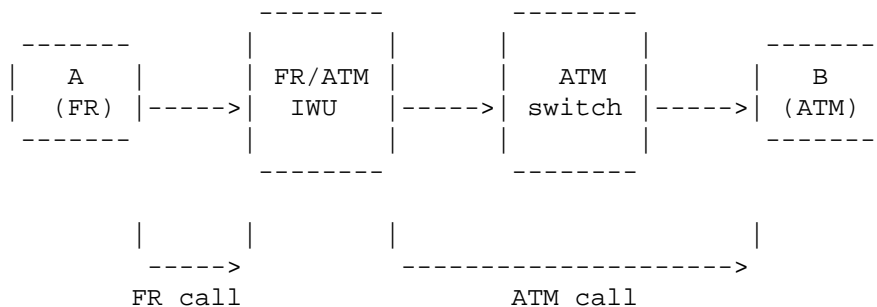 A FR/ATM ATM B
(FR) IWU switch (ATM)
FR call ATM call